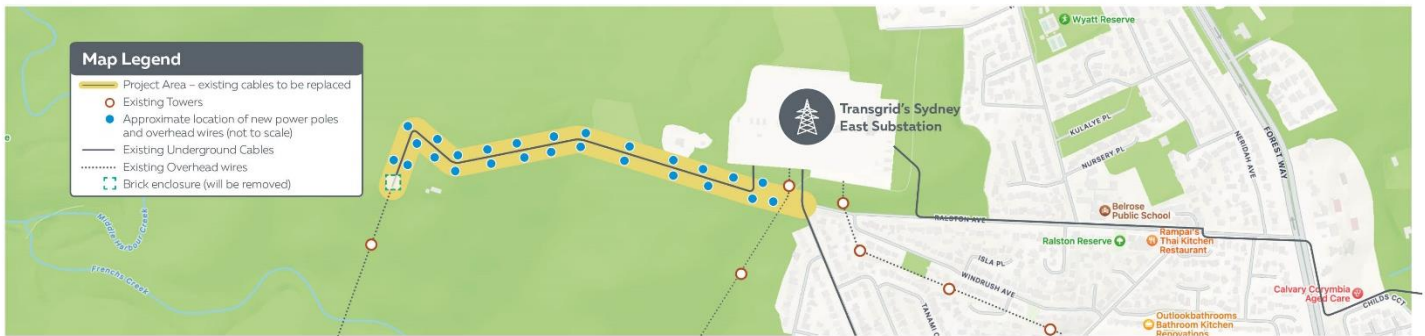 Map Legend
Project Area – existing cables to be replaced
Existing Towers
Approximate location of new power poles
and overhead wires (not to scale)
Existing Underground Cables
Existing Overhead wires
Brick enclosure (will be removed)
Middle Harbour Creek
Frenchs Creek
Transgrid's Sydney
East Substation
Wyatt Reserve
KULALYE PL
NURSERY PL
NERIDAH AVE
FOREST WAY
Belrose
Public School
RALSTON AVE
Ralston Reserve
Rampai's
Thai Kitchen
Restaurant
ISLA PL
WINDRUSH AVE
TANAMI
Calvary Corymbia
Aged Care
CHILDS CCT
Outlookbathrooms
Bathroom Kitchen
Renovations